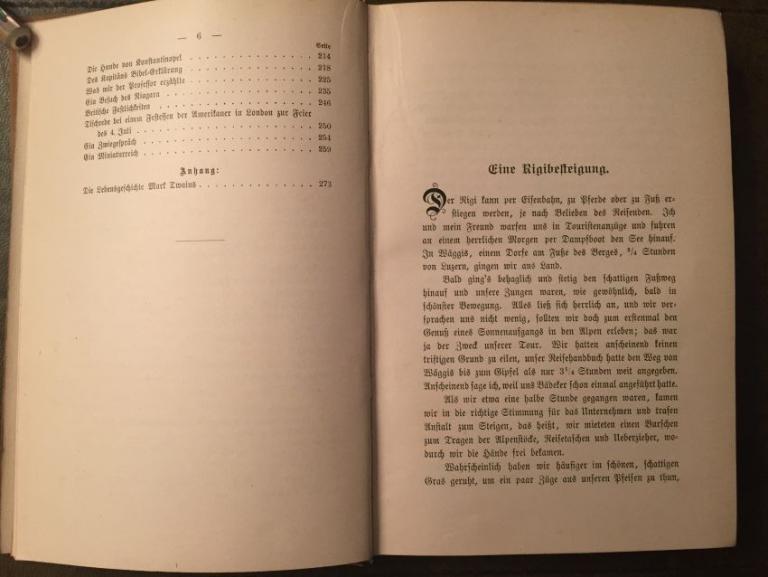 — 6 —
Seite
Die Hunde von Konstantinopel . . . . . . . . . . . . . . 214
Des Kapitäns Bibel-Erklärung . . . . . . . . . . . . . . 218
Was mir der Professor erzählte . . . . . . . . . . . . . . 225
Ein Besuch des Niagara . . . . . . . . . . . . . . 235
Britische Festlichkeiten . . . . . . . . . . . . . . 246
Tischrede bei einem Festessen der Amerikaner in London zur Feier
des 4. Juli . . . . . . . . . . . . . . 250
Ein Zwiegespräch . . . . . . . . . . . . . . 254
Ein Miniaturreich . . . . . . . . . . . . . . 259
Anhang:
Die Lebensgeschichte Mark Twains . . . . . . . . . . . . . . 273
Eine Rigibesteigung.
Der Rigi kann per Eisenbahn, zu Pferde oder zu Fuß er-
stiegen werden, je nach Belieben des Reisenden. Ich
und mein Freund warfen uns in Touristenanzüge und fuhren
an einem herrlichen Morgen per Dampfboot den See hinauf.
In Wäggis, einem Dorfe am Fuße des Berges, ³/₄ Stunden
von Luzern, gingen wir ans Land.
Bald ging's behaglich und stetig den schattigen Fußweg
hinauf und unsere Zungen waren, wie gewöhnlich, bald in
schönster Bewegung. Alles ließ sich herrlich an, und wir ver-
sprachen uns nicht wenig, sollten wir doch zum erstenmal den
Genuß eines Sonnenaufgangs in den Alpen erleben; das war
ja der Zweck unserer Tour. Wir hatten anscheinend keinen
triftigen Grund zu eilen, unser Reisehandbuch hatte den Weg von
Wäggis bis zum Gipfel als nur 3¹/₄ Stunden weit angegeben.
Anscheinend sage ich, weil uns Bädeker schon einmal angeführt hatte.
Als wir etwa eine halbe Stunde gegangen waren, kamen
wir in die richtige Stimmung für das Unternehmen und trafen
Anstalt zum Steigen, das heißt, wir mieteten einen Burschen
zum Tragen der Alpenstöcke, Reisetaschen und Ueberzieher, wo-
durch wir die Hände frei bekamen.
Wahrscheinlich haben wir häufiger im schönen, schattigen
Gras geruht, um ein paar Züge aus unseren Pfeifen zu thun,